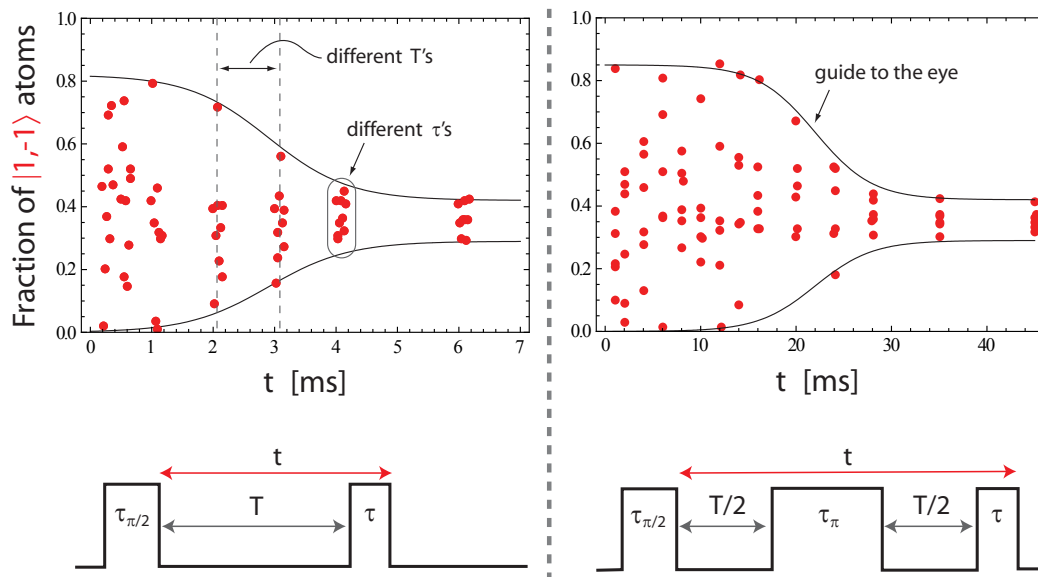 Fraction of |1,-1⟩ atoms
1.0
0.8
0.6
0.4
0.2
0.0
0 1 2 3 4 5 6 7
t [ms]
different T's
different τ's
1.0
0.8
0.6
0.4
0.2
0.0
0 10 20 30 40
t [ms]
guide to the eye
t
τπ/2
T
τ
t
τπ/2
T/2
τπ
T/2
τ